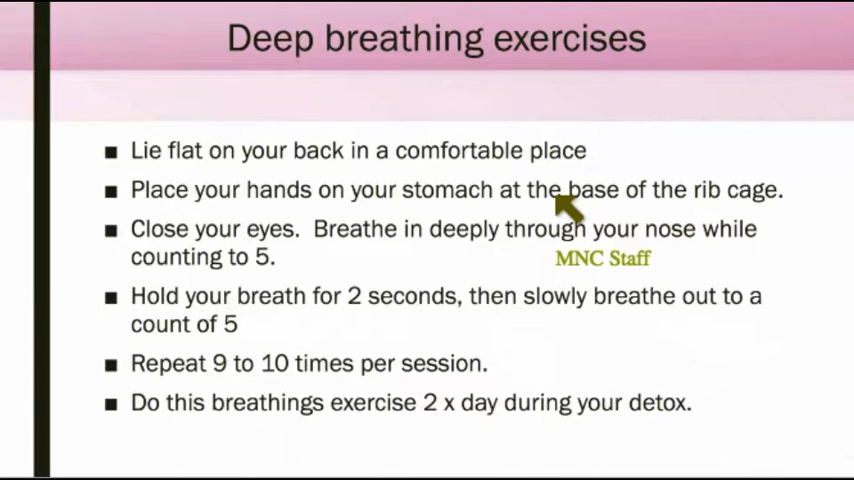 Deep breathing exercises
■ Lie flat on your back in a comfortable place
■ Place your hands on your stomach at the base of the rib cage.
■ Close your eyes.  Breathe in deeply through your nose while
counting to 5.
MNC Staff
■ Hold your breath for 2 seconds, then slowly breathe out to a
count of 5
■ Repeat 9 to 10 times per session.
■ Do this breathings exercise 2 x day during your detox.